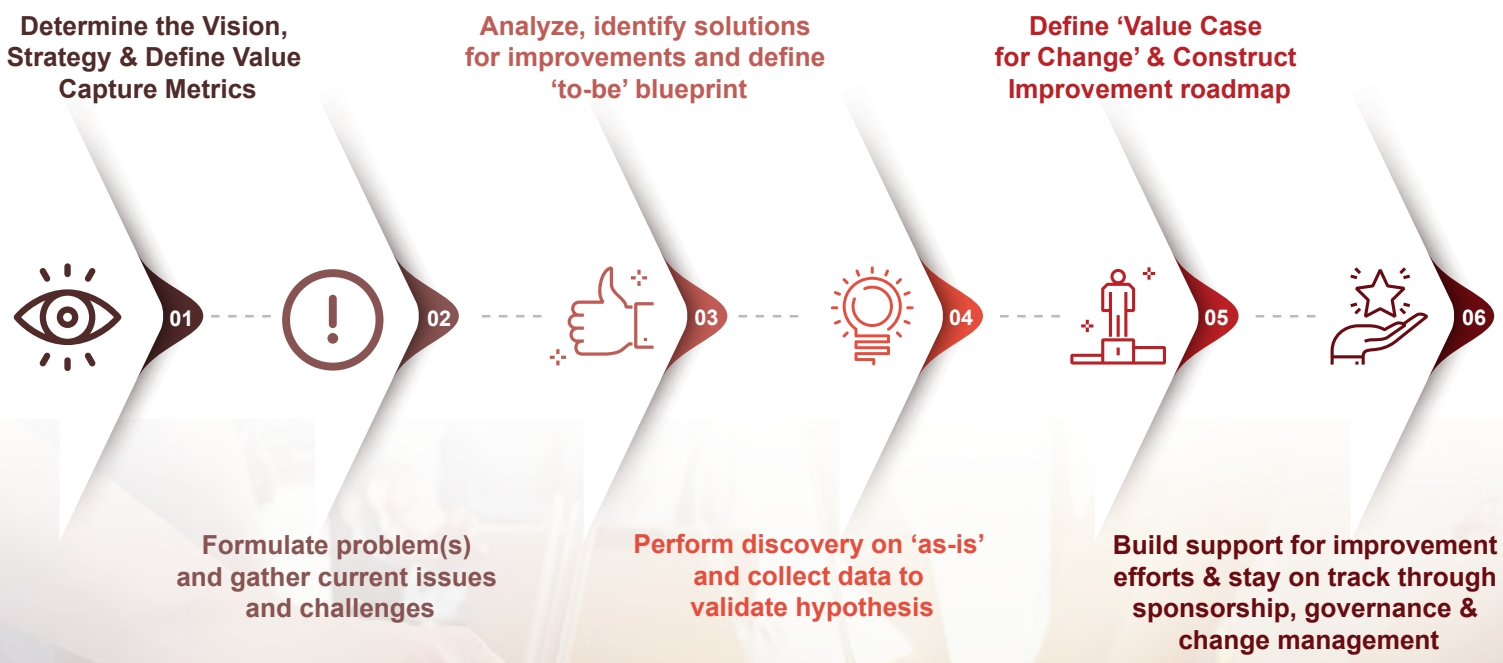 Determine the Vision,
Strategy & Define Value
Capture Metrics
Analyze, identify solutions
for improvements and define
‘to-be’ blueprint
Define ‘Value Case
for Change’ & Construct
Improvement roadmap
01
02
03
04
05
06
Formulate problem(s)
and gather current issues
and challenges
Perform discovery on ‘as-is’
and collect data to
validate hypothesis
Build support for improvement
efforts & stay on track through
sponsorship, governance &
change management